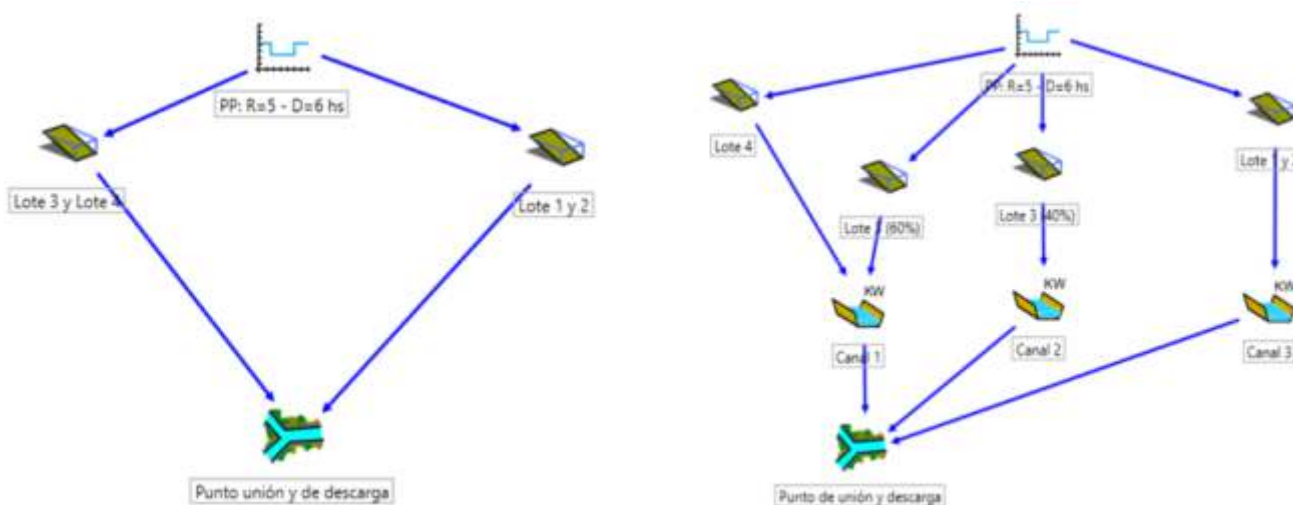 PP: R=5 - D=6 hs
Lote 3 y Lote 4
Lote 1 y 2
Punto unión y de descarga
PP: R=5 - D=6 hs
Lote 4
Lote 1 y
Lote 3 (60%)
Lote 3 (40%)
KW
KW
KW
Canal 1
Canal 2
Canal 3
Punto de unión y descarga